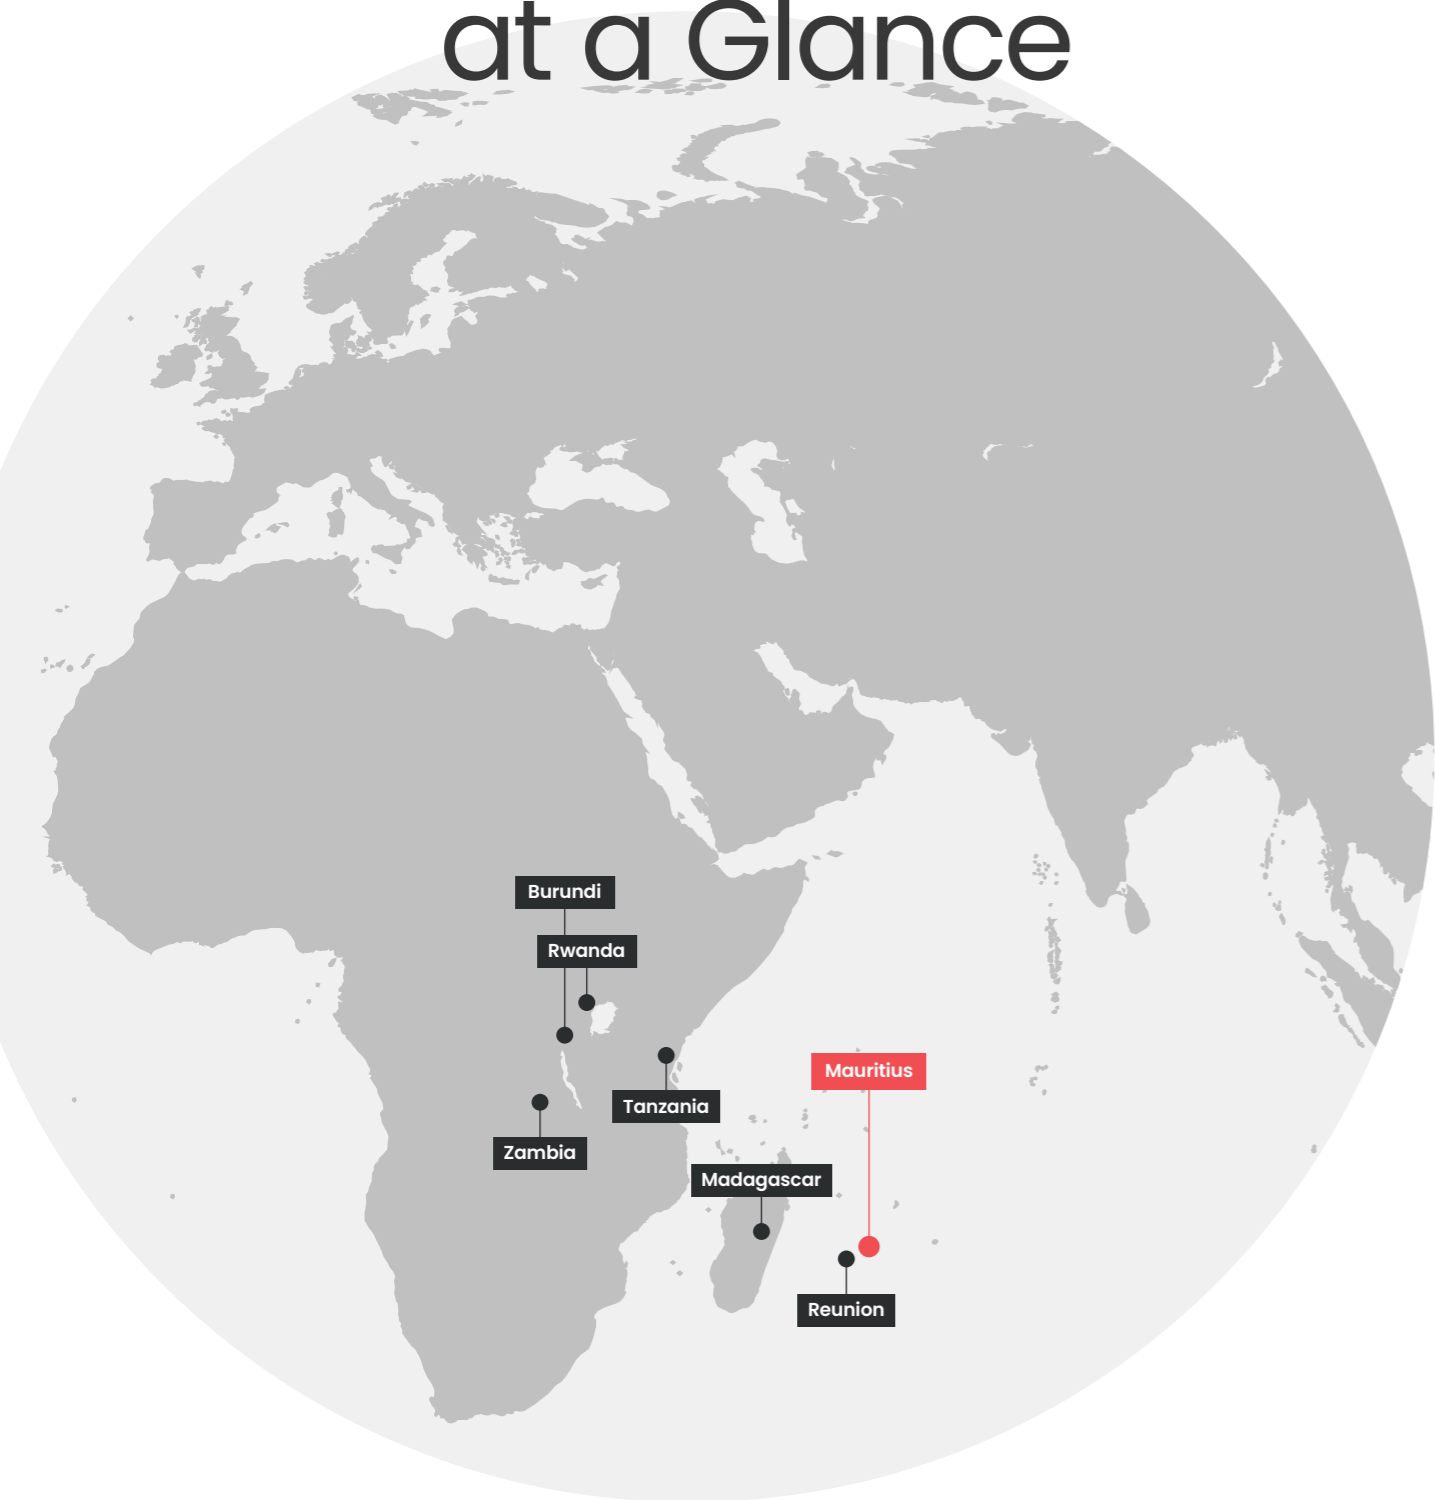 at a Glance
Burundi
Rwanda
Tanzania
Mauritius
Zambia
Madagascar
Reunion